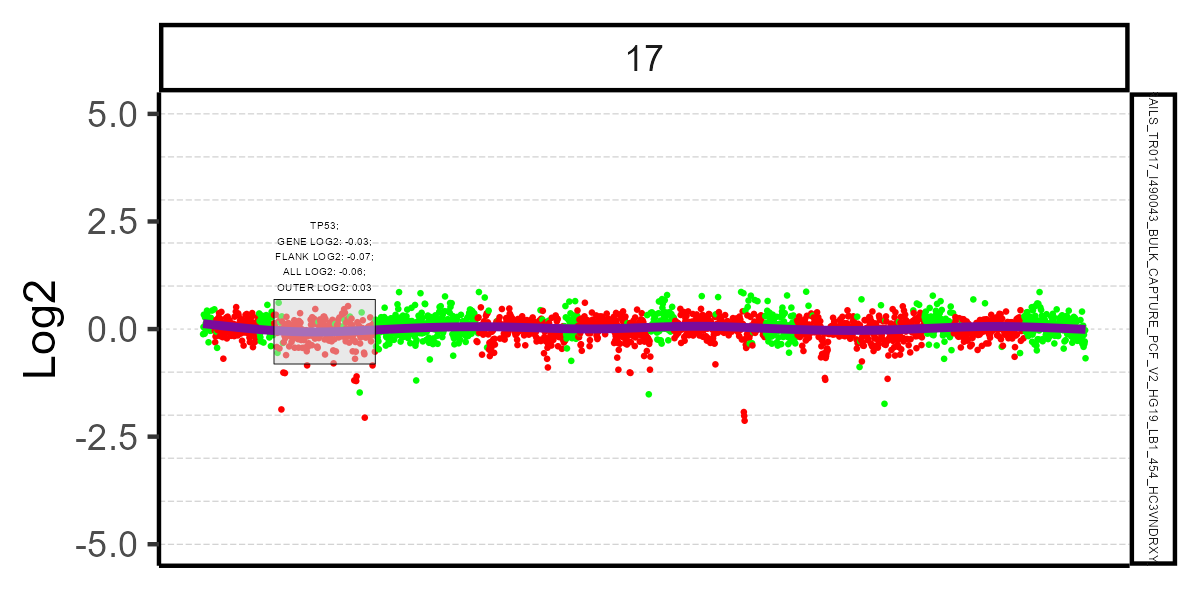 17
5.0
2.5
0.0
-2.5
-5.0
Log2
TP53;
GENE LOG2: -0.03;
FLANK LOG2: -0.07;
ALL LOG2: -0.06;
OUTER LOG2: 0.03
AILS_TR017_I490043_BULK_CAPTURE_PCF_V2_HG19_LB1_454_HC3VNDRXY